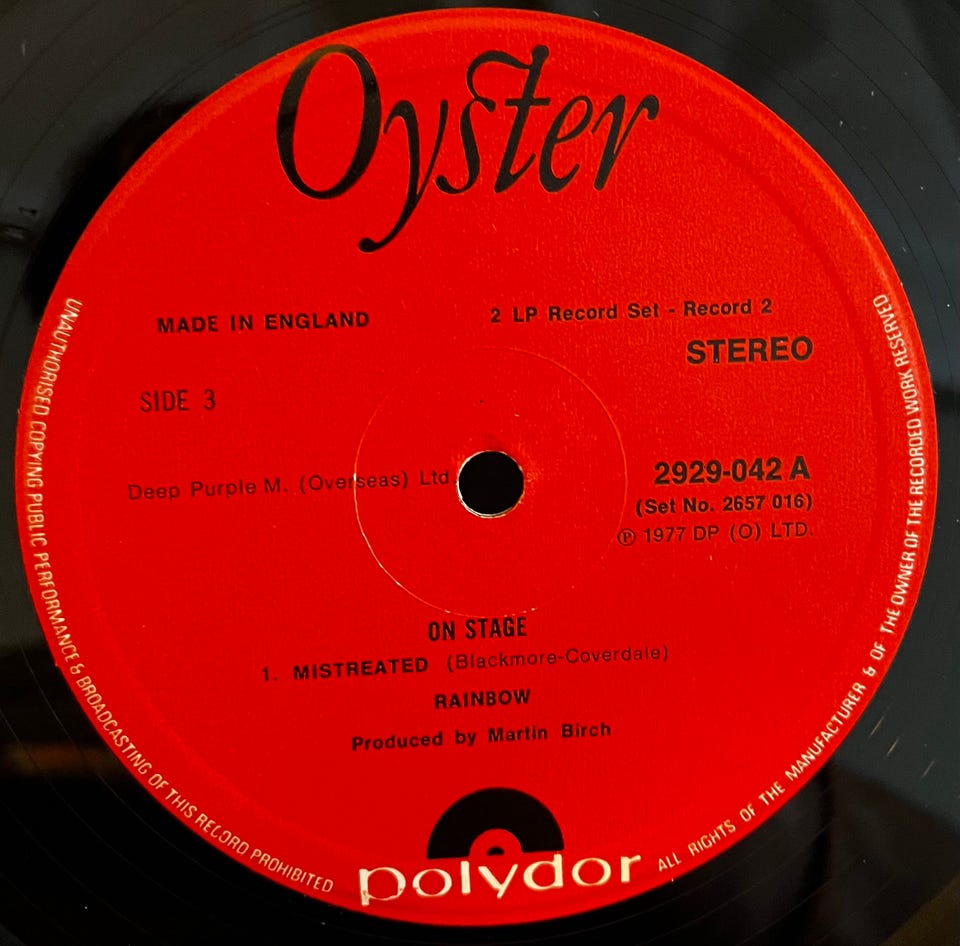 Oyster
MADE IN ENGLAND
2 LP Record Set - Record 2
STEREO
SIDE 3
Deep Purple M. (Overseas) Ltd.
2929-042 A
(Set No. 2657 016)
℗ 1977 DP (O) LTD.
ON STAGE
1. MISTREATED (Blackmore-Coverdale)
RAINBOW
Produced by Martin Birch
polydor
UNAUTHORISED COPYING PUBLIC PERFORMANCE & BROADCASTING OF THIS RECORD PROHIBITED
ALL RIGHTS OF THE MANUFACTURER & OF THE OWNER OF THE RECORDED WORK RESERVED